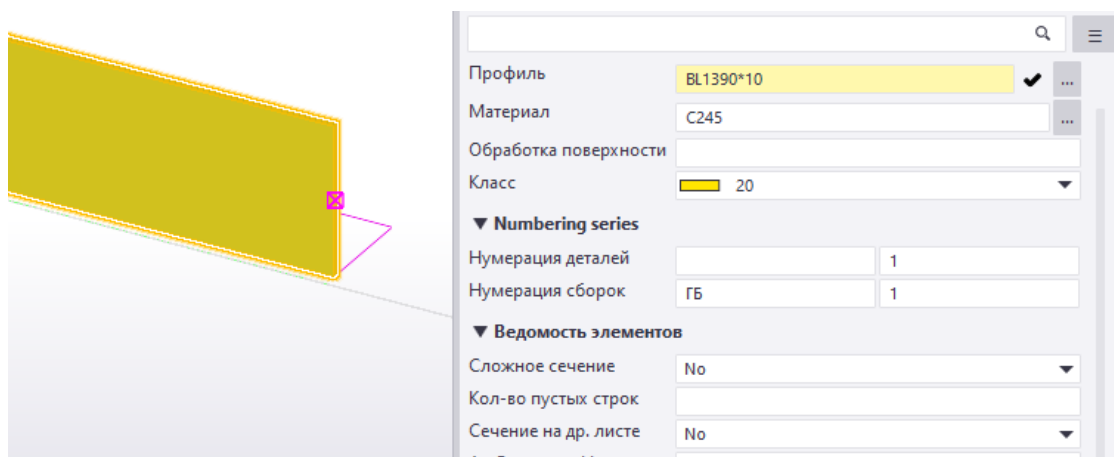 Профиль BL1390*10 ...
Материал C245 ...
Обработка поверхности
Класс 20
Numbering series
Нумерация деталей 1
Нумерация сборок ГБ 1
Ведомость элементов
Сложное сечение No
Кол-во пустых строк
Сечение на др. листе No